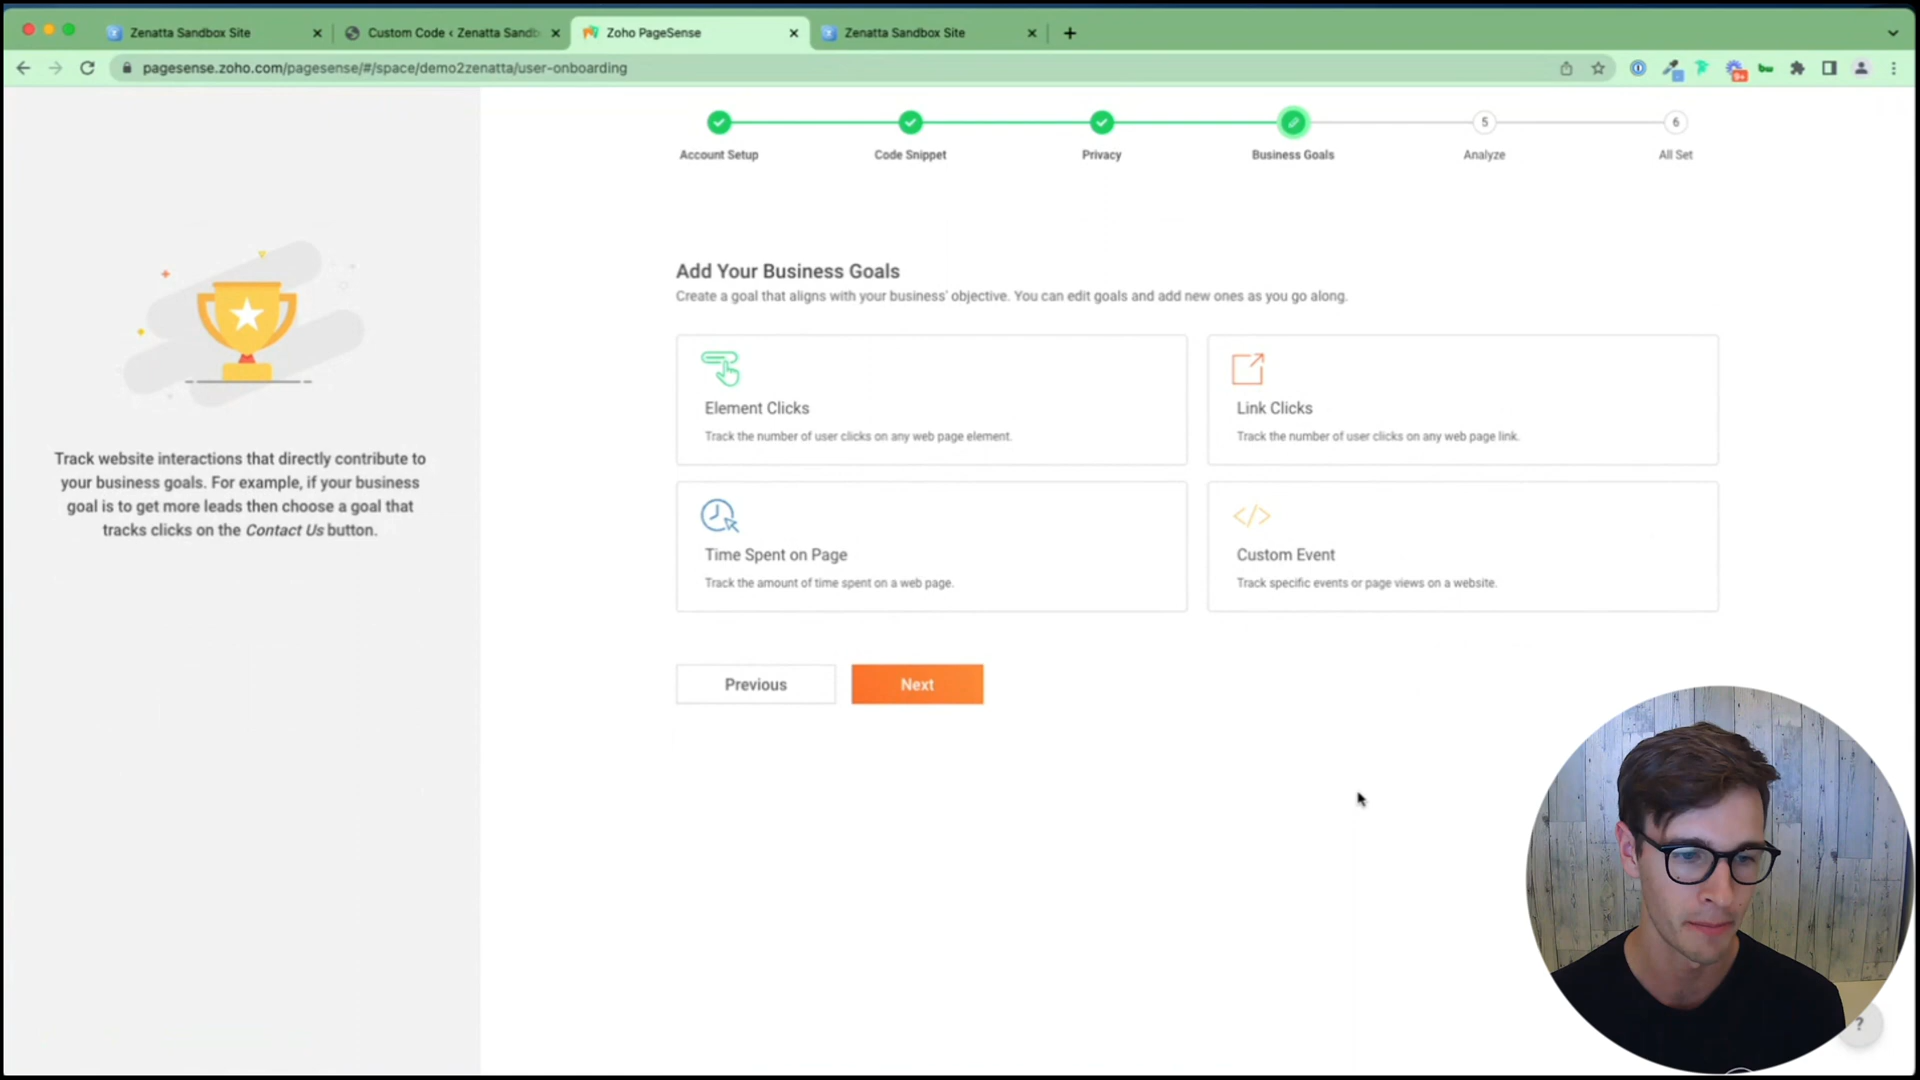 Zenatta Sandbox Site
Custom Code ‹ Zenatta Sandb
Zoho PageSense
Zenatta Sandbox Site
pagesense.zoho.com/pagesense/#/space/demo2zenatta/user-onboarding
9+
5
6
Account Setup
Code Snippet
Privacy
Business Goals
Analyze
All Set
Add Your Business Goals
Create a goal that aligns with your business' objective. You can edit goals and add new ones as you go along.
Element Clicks
Track the number of user clicks on any web page element.
Link Clicks
Track the number of user clicks on any web page link.
Track website interactions that directly contribute to
your business goals. For example, if your business
goal is to get more leads then choose a goal that
tracks clicks on the Contact Us button.
Time Spent on Page
Track the amount of time spent on a web page.
Custom Event
Track specific events or page views on a website.
Previous
Next
?